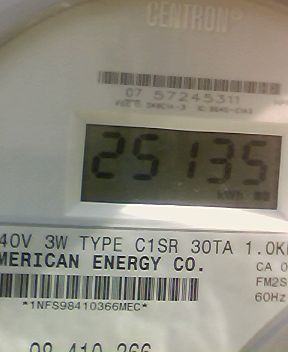 CENTRON®
07 57245311
25135
kWh
40V 3W TYPE C1SR 30TA 1.0K
MERICAN ENERGY CO.
CA 0
FM2S
*1NFS98410366MEC*
60Hz
98 410 366